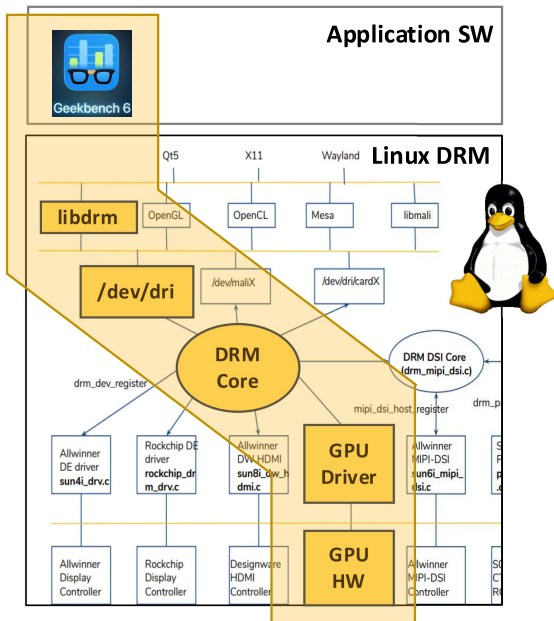 Application SW
Geekbench 6
Linux DRM
Qt5
X11
Wayland
libdrm
OpenGL
OpenCL
Mesa
libmali
/dev/dri
/dev/maliX
/dev/dri/cardX
DRM
Core
DRM DSI Core
(drm_mipi_dsi.c)
drm_dev_register
mipi_dsi_host_register
drm_p
Allwinner
DE driver
sun4i_drv.c
Rockchip DE
driver
rockchip_dr
m_drv.c
Allwinner
DW-HDMI
sun8i_dw_h
dmi.c
GPU
Driver
Allwinner
MIPI-DSI
sun6i_mipi_
dsi.c
Allwinner
Display
Controller
Rockchip
Display
Controller
Designware
HDMI
Controller
GPU
HW
Allwinner
MIPI-DSI
Controller